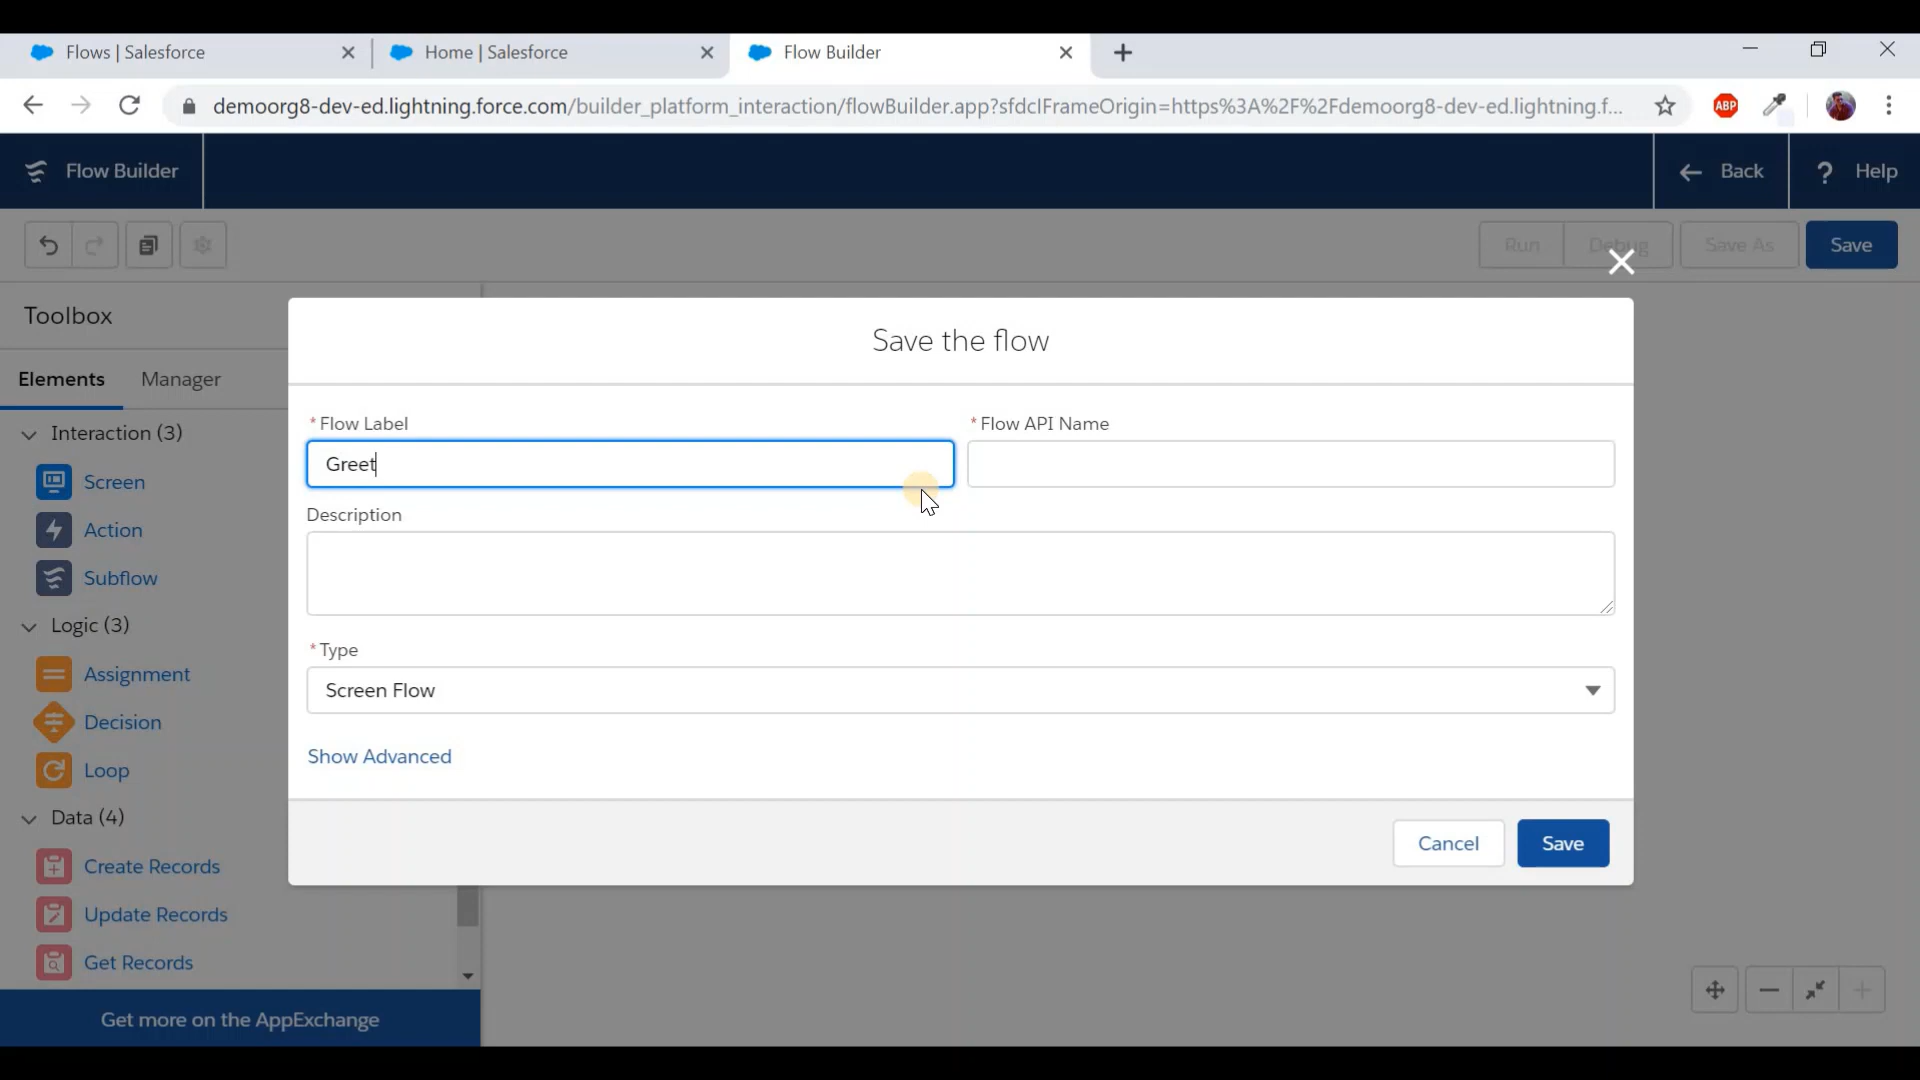 Flows | Salesforce
Home | Salesforce
Flow Builder
demoorg8-dev-ed.lightning.force.com/builder_platform_interaction/flowBuilder.app?sfdcIFrameOrigin=https%3A%2F%2Fdemoorg8-dev-ed.lightning.f...
ABP
Flow Builder
Back
? Help
Run
Debug
Save As
Save
Toolbox
Elements
Manager
Interaction (3)
Screen
Action
Subflow
Logic (3)
Assignment
Decision
Loop
Data (4)
Create Records
Update Records
Get Records
Get more on the AppExchange
Save the flow
* Flow Label
* Flow API Name
Greet
Description
* Type
Screen Flow
Show Advanced
Cancel
Save